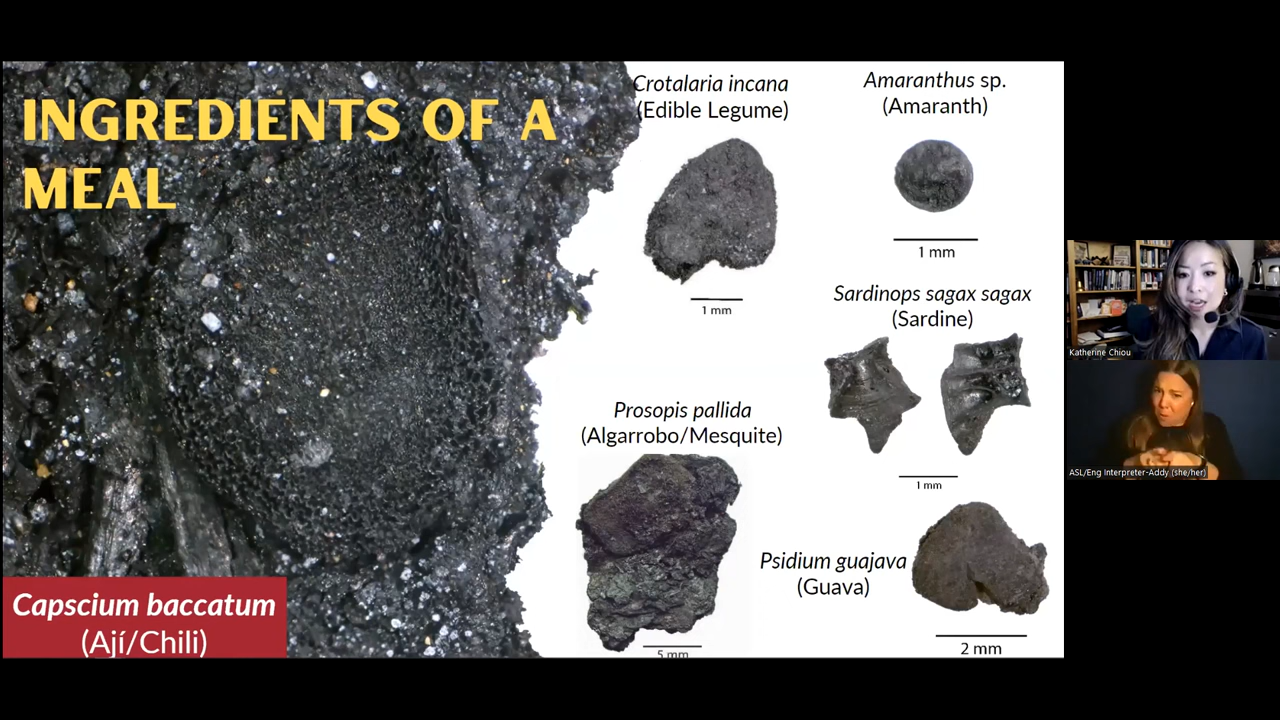 INGREDIENTS OF A
MEAL
Capscium baccatum
(Ají/Chili)
Crotalaria incana
(Edible Legume)
1 mm
Amaranthus sp.
(Amaranth)
1 mm
Sardinops sagax sagax
(Sardine)
1 mm
Prosopis pallida
(Algarrobo/Mesquite)
5 mm
Psidium guajava
(Guava)
2 mm
Katherine Chiou
ASL/Eng Interpreter-Addy (she/her)